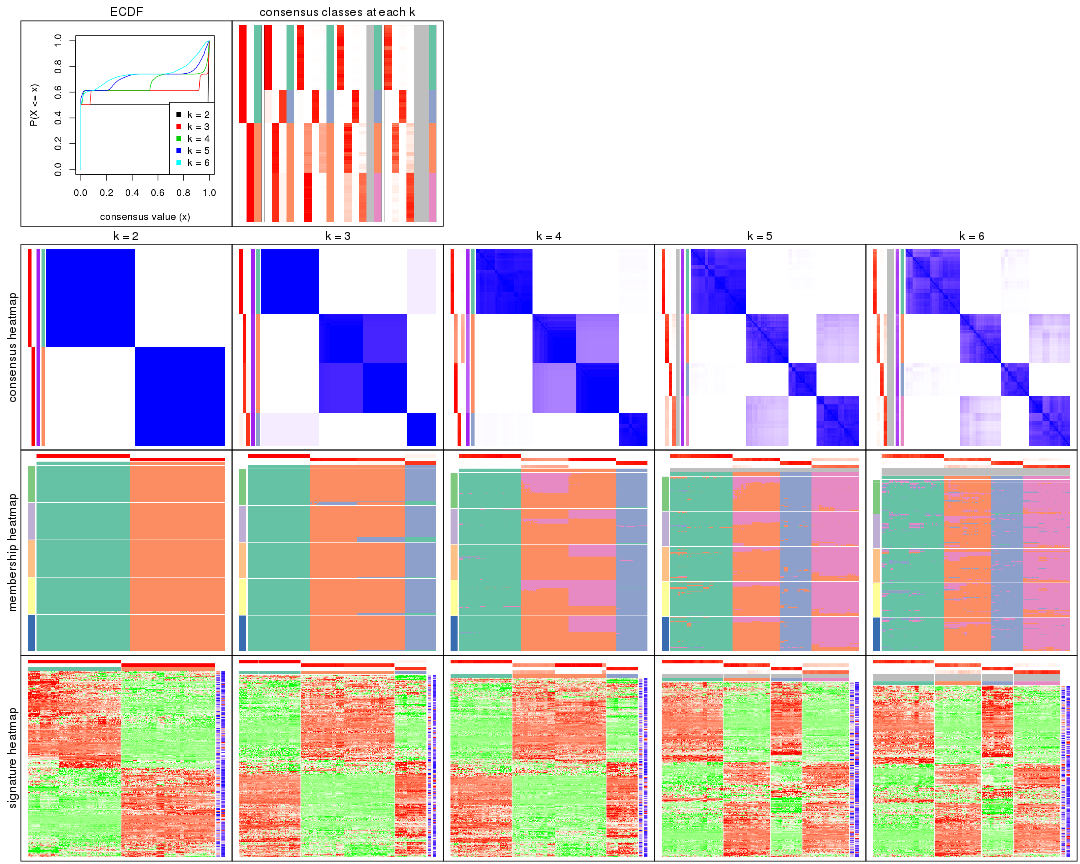 ECDF
consensus classes at each k
P(X <= x)
0.0 0.2 0.4 0.6 0.8 1.0
k = 2
k = 3
k = 4
k = 5
k = 6
0.0 0.2 0.4 0.6 0.8 1.0
consensus value (x)
k = 2
k = 3
k = 4
k = 5
k = 6
consensus heatmap
membership heatmap
signature heatmap